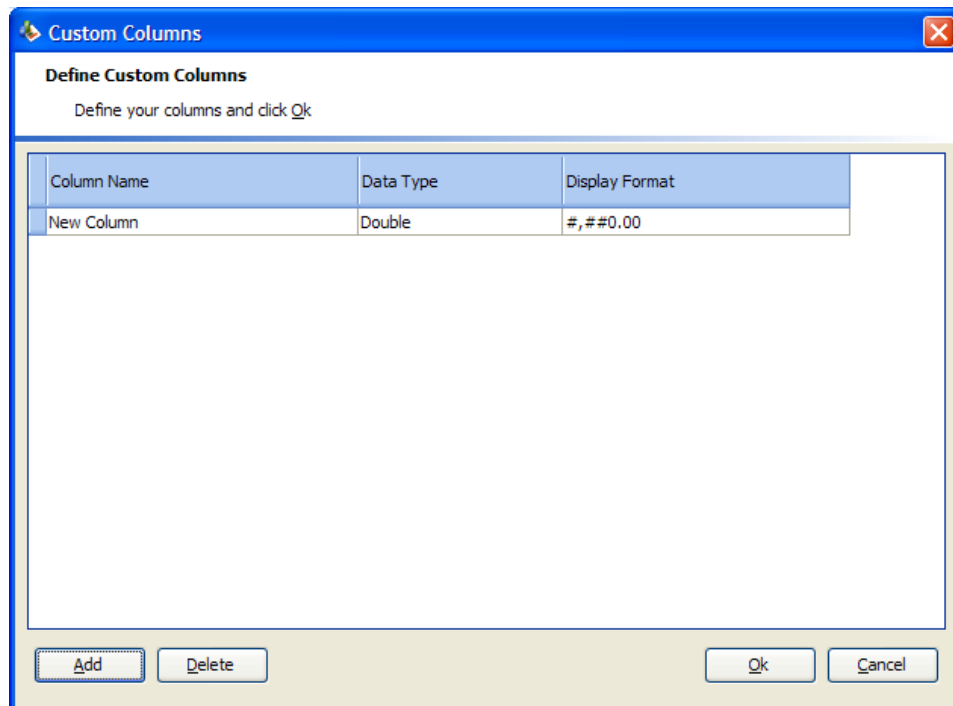 Custom Columns
Define Custom Columns
Define your columns and click Ok
Column Name Data Type Display Format
New Column Double #,##0.00
Add Delete Ok Cancel